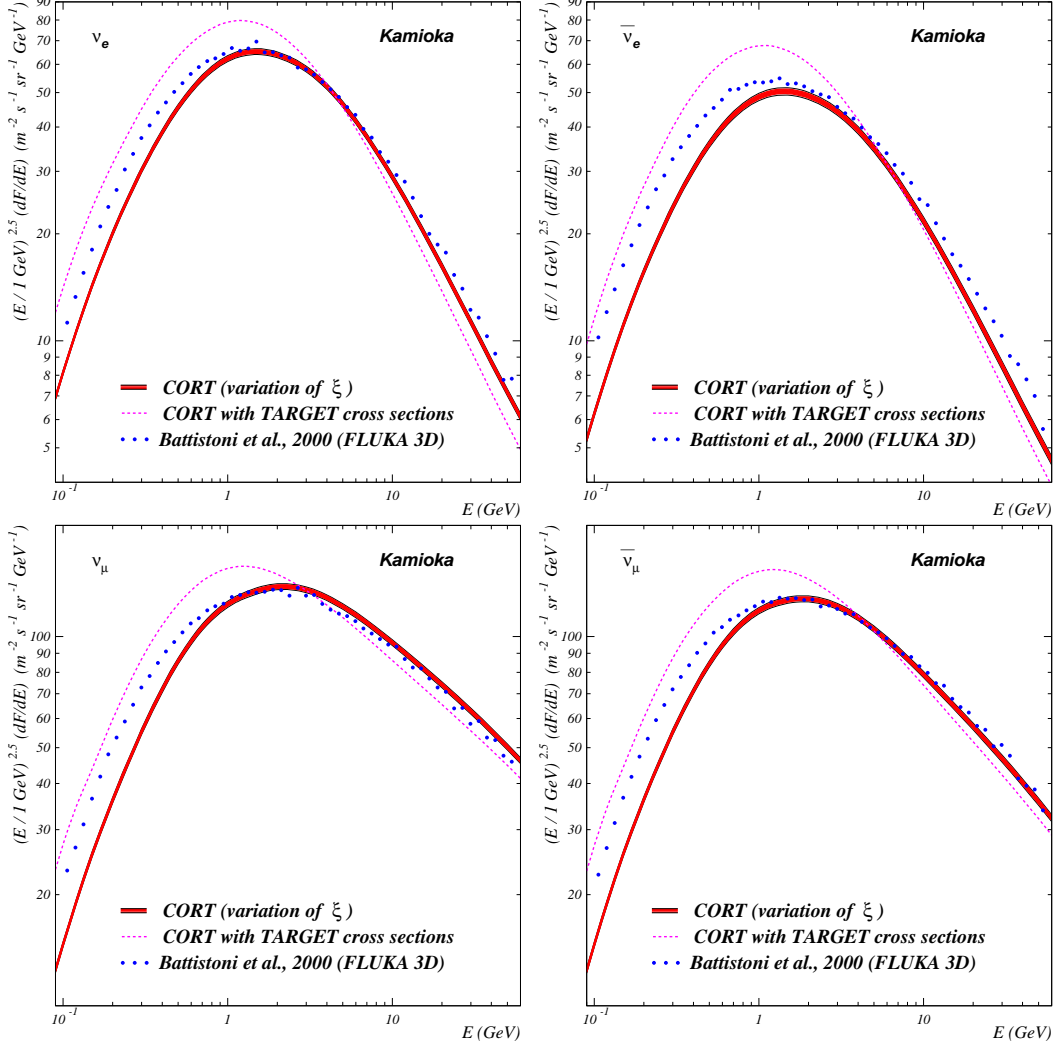 (E / 1 GeV) 2.5 (dF/dE) (m -2 s -1 sr -1 GeV -1)
90
80
70
60
50
40
30
20
10
9
8
7
6
5
νe
Kamioka
CORT (variation of ξ )
CORT with TARGET cross sections
Battistoni et al., 2000 (FLUKA 3D)
10 -1
1
10
E (GeV)
(E / 1 GeV) 2.5 (dF/dE) (m -2 s -1 sr -1 GeV -1)
90
80
70
60
50
40
30
20
10
9
8
7
6
5
ν̅e
Kamioka
CORT (variation of ξ )
CORT with TARGET cross sections
Battistoni et al., 2000 (FLUKA 3D)
10 -1
1
10
E (GeV)
(E / 1 GeV) 2.5 (dF/dE) (m -2 s -1 sr -1 GeV -1)
100
90
80
70
60
50
40
30
20
νμ
Kamioka
CORT (variation of ξ )
CORT with TARGET cross sections
Battistoni et al., 2000 (FLUKA 3D)
10 -1
1
10
E (GeV)
(E / 1 GeV) 2.5 (dF/dE) (m -2 s -1 sr -1 GeV -1)
100
90
80
70
60
50
40
30
20
ν̅μ
Kamioka
CORT (variation of ξ )
CORT with TARGET cross sections
Battistoni et al., 2000 (FLUKA 3D)
10 -1
1
10
E (GeV)